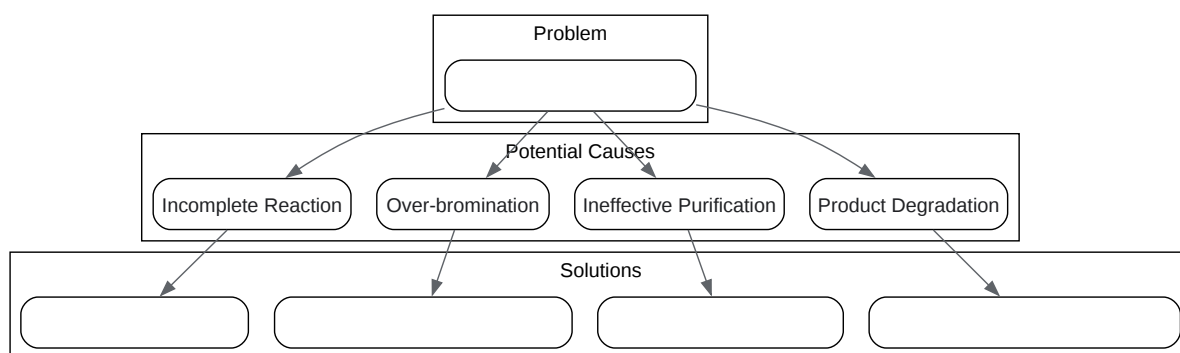 Problem
Potential Causes
Incomplete Reaction
Over-bromination
Ineffective Purification
Product Degradation
Solutions